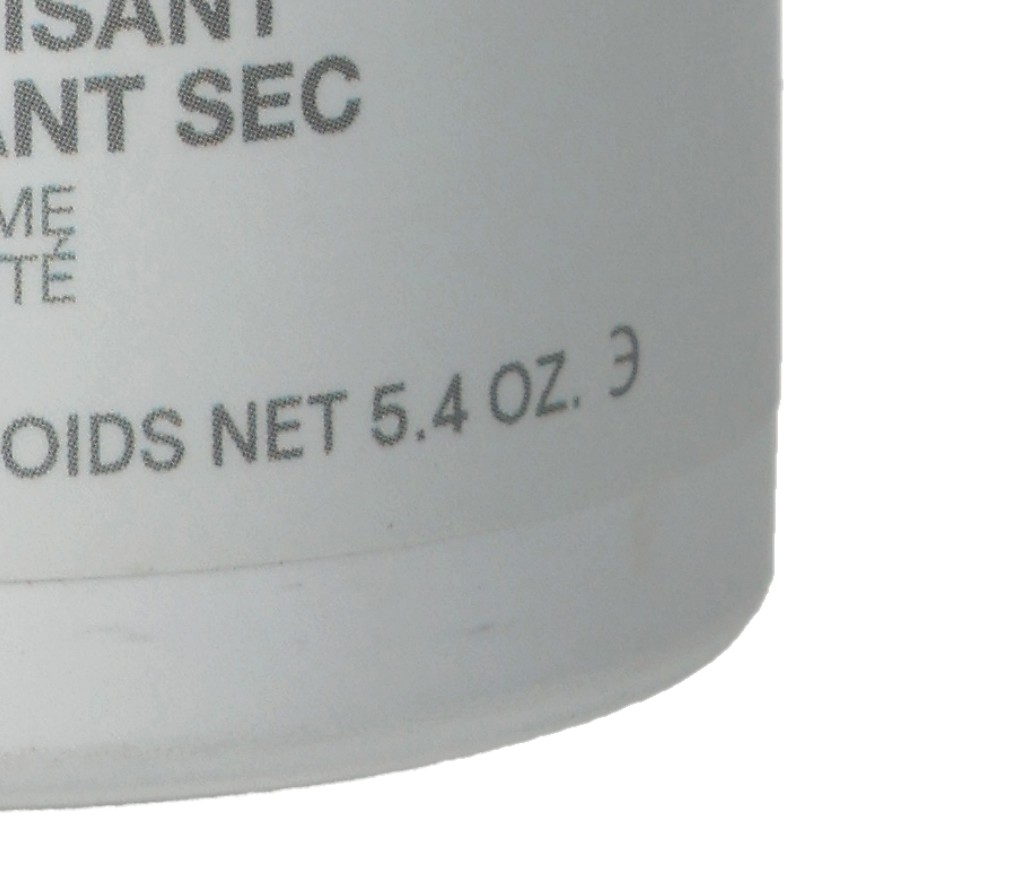 ISANT
ANT SEC
ME
TÉ
OIDS NET 5.4 OZ. Э